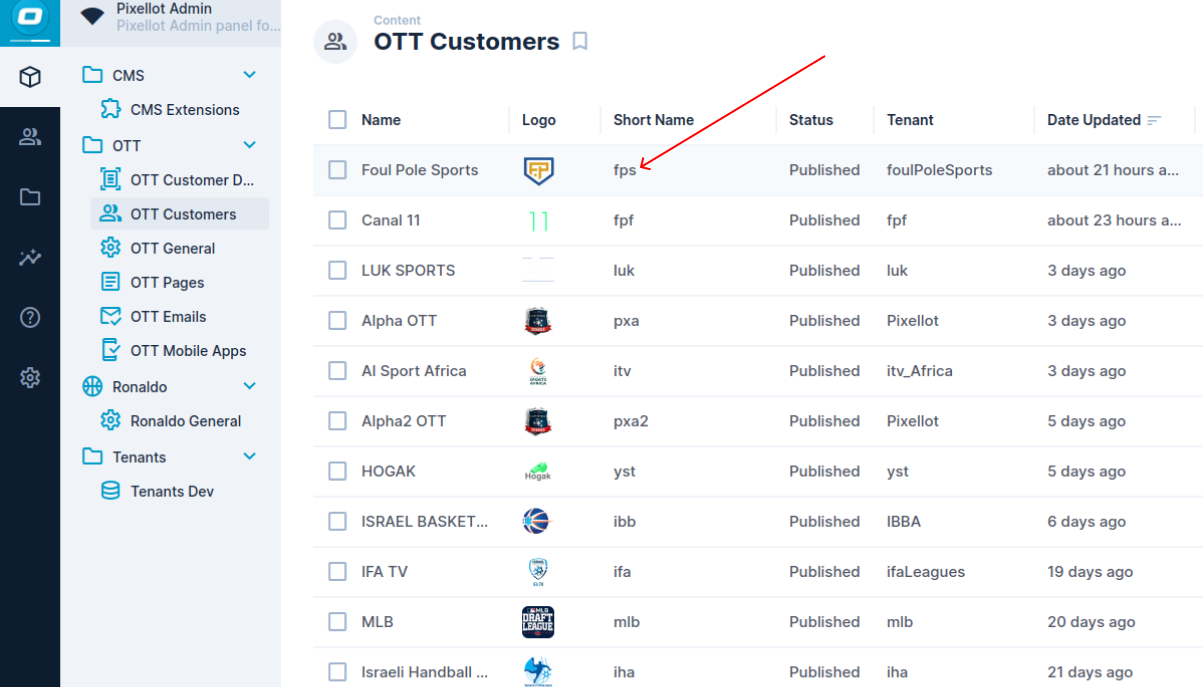 Pixellot Admin
Pixellot Admin panel fo...
CMS
CMS Extensions
OTT
OTT Customer D...
OTT Customers
OTT General
OTT Pages
OTT Emails
OTT Mobile Apps
Ronaldo
Ronaldo General
Tenants
Tenants Dev
Content
OTT Customers
Name Logo Short Name Status Tenant Date Updated
Foul Pole Sports FP fps Published foulPoleSports about 21 hours a...
Canal 11 11 fpf Published fpf about 23 hours a...
LUK SPORTS luk Published luk 3 days ago
Alpha OTT pxa Published Pixellot 3 days ago
AI Sport Africa SPORTS AFRICA itv Published itv_Africa 3 days ago
Alpha2 OTT pxa2 Published Pixellot 5 days ago
HOGAK Hogak yst Published yst 5 days ago
ISRAEL BASKET... ibb Published IBBA 6 days ago
IFA TV ifa Published ifaLeagues 19 days ago
MLB MLB DRAFT LEAGUE mlb Published mlb 20 days ago
Israeli Handball ... iha Published iha 21 days ago